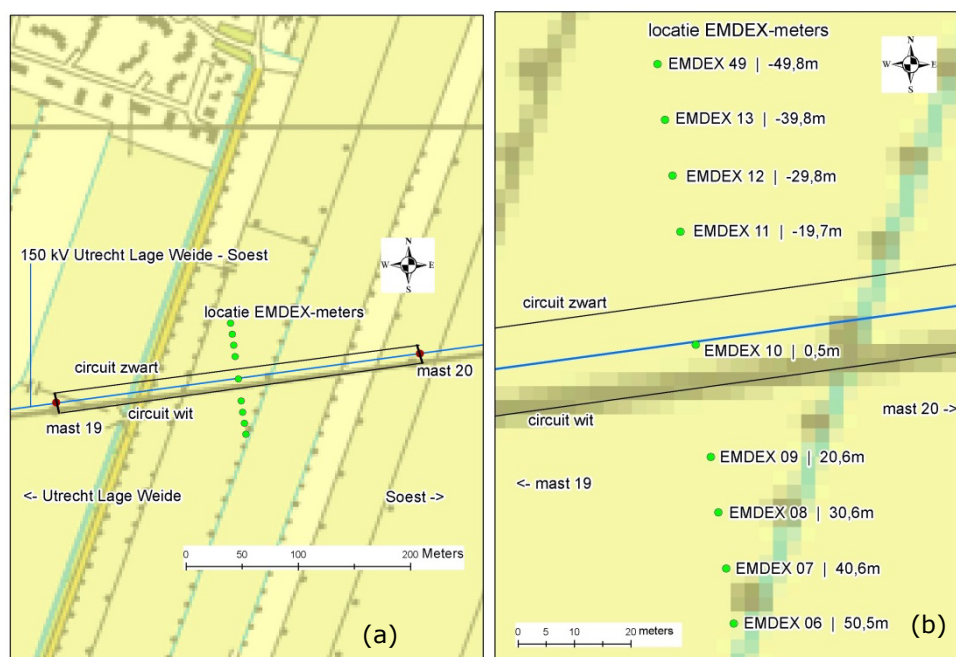 150 kV Utrecht Lage Weide - Soest
N
W E
S
locatie EMDEX-meters
circuit zwart
mast 20
circuit wit
mast 19
<- Utrecht Lage Weide
Soest ->
0 50 100 200 Meters
(a)
locatie EMDEX-meters
N
W E
S
EMDEX 49 | -49,8m
EMDEX 13 | -39,8m
EMDEX 12 | -29,8m
EMDEX 11 | -19,7m
circuit zwart
EMDEX 10 | 0,5m
mast 20 ->
circuit wit
EMDEX 09 | 20,6m
<- mast 19
EMDEX 08 | 30,6m
EMDEX 07 | 40,6m
EMDEX 06 | 50,5m
0 5 10 20 meters
(b)